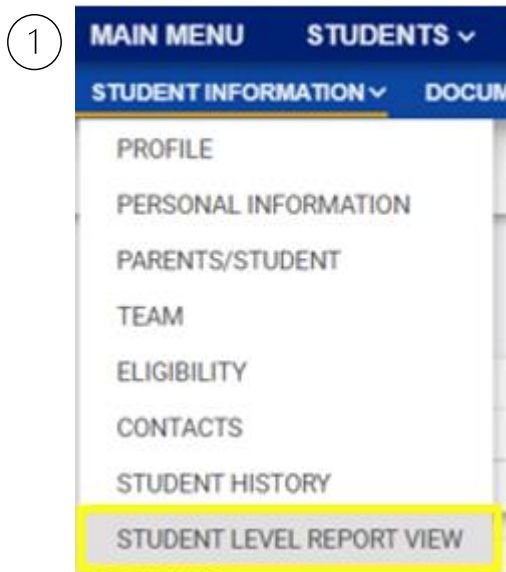 1
MAIN MENU STUDENTS
STUDENT INFORMATION
PROFILE
PERSONAL INFORMATION
PARENTS/STUDENT
TEAM
ELIGIBILITY
CONTACTS
STUDENT HISTORY
STUDENT LEVEL REPORT VIEW